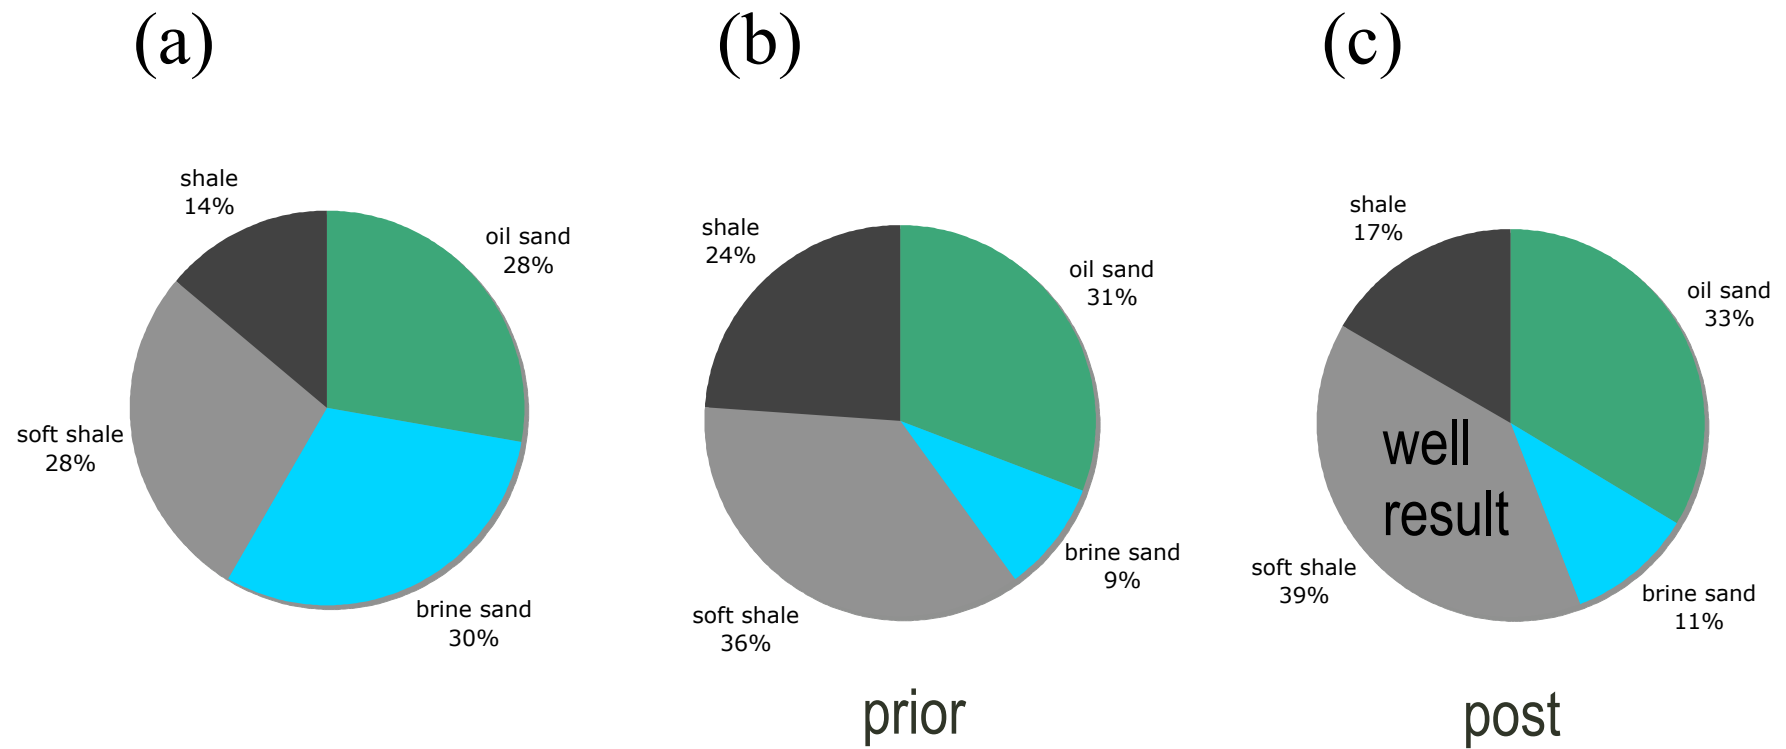 (a)
shale
14%
oil sand
28%
soft shale
28%
brine sand
30%
(b)
shale
24%
oil sand
31%
brine sand
9%
soft shale
36%
prior
(c)
shale
17%
oil sand
33%
well
result
soft shale
39%
brine sand
11%
post